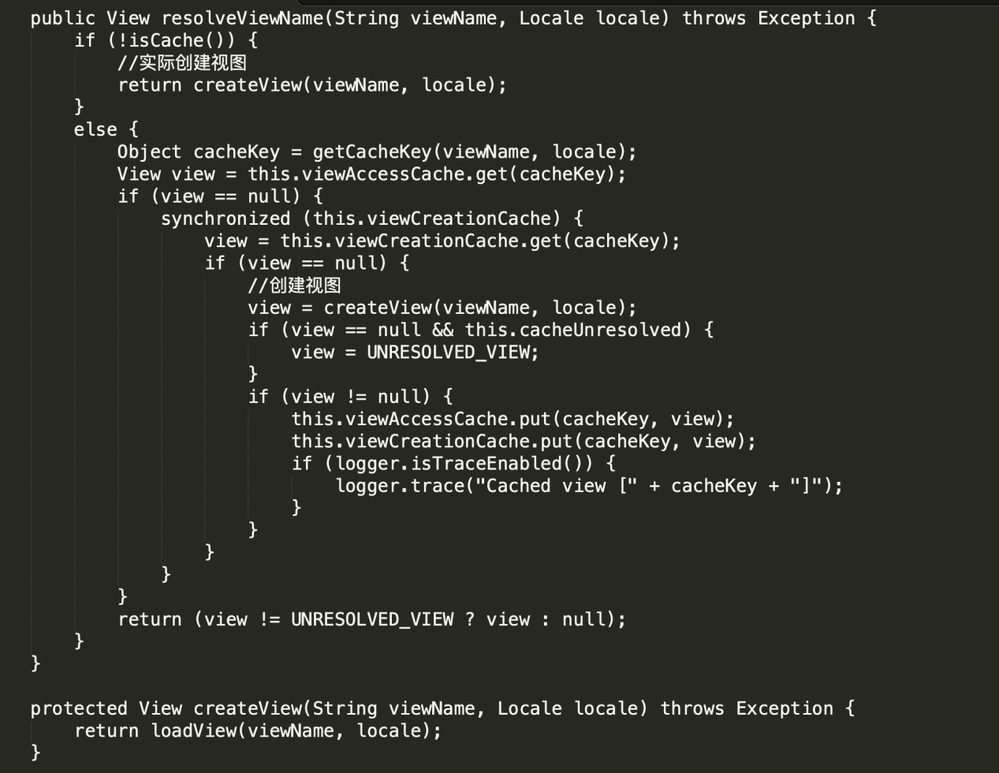 public View resolveViewName(String viewName, Locale locale) throws Exception {
    if (!isCache()) {
        //实际创建视图
        return createView(viewName, locale);
    }
    else {
        Object cacheKey = getCacheKey(viewName, locale);
        View view = this.viewAccessCache.get(cacheKey);
        if (view == null) {
            synchronized (this.viewCreationCache) {
                view = this.viewCreationCache.get(cacheKey);
                if (view == null) {
                    //创建视图
                    view = createView(viewName, locale);
                    if (view == null && this.cacheUnresolved) {
                        view = UNRESOLVED_VIEW;
                    }
                    if (view != null) {
                        this.viewAccessCache.put(cacheKey, view);
                        this.viewCreationCache.put(cacheKey, view);
                        if (logger.isTraceEnabled()) {
                            logger.trace("Cached view [" + cacheKey + "]");
                        }
                    }
                }
            }
        }
        return (view != UNRESOLVED_VIEW ? view : null);
    }
}

protected View createView(String viewName, Locale locale) throws Exception {
    return loadView(viewName, locale);
}